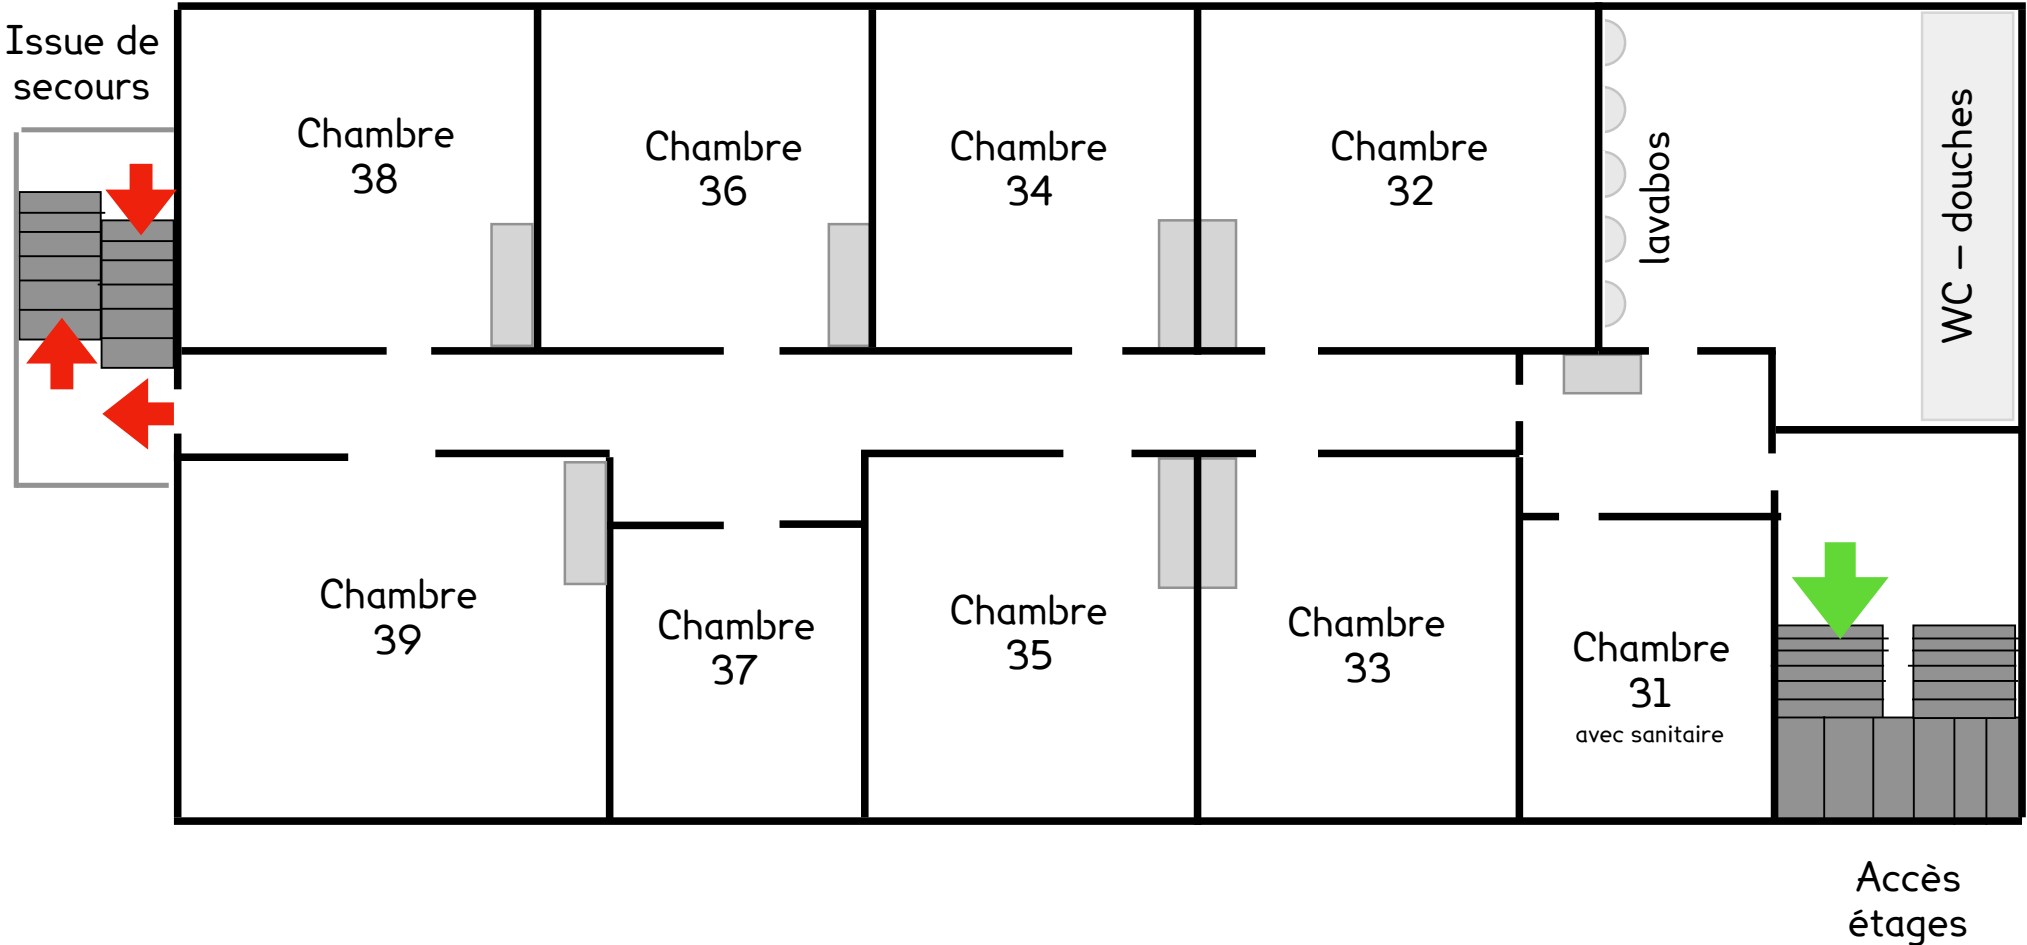 Issue de
secours
Chambre
38
Chambre
36
Chambre
34
Chambre
32
lavabos
WC – douches
Chambre
39
Chambre
37
Chambre
35
Chambre
33
Chambre
31
avec sanitaire
Accès
étages